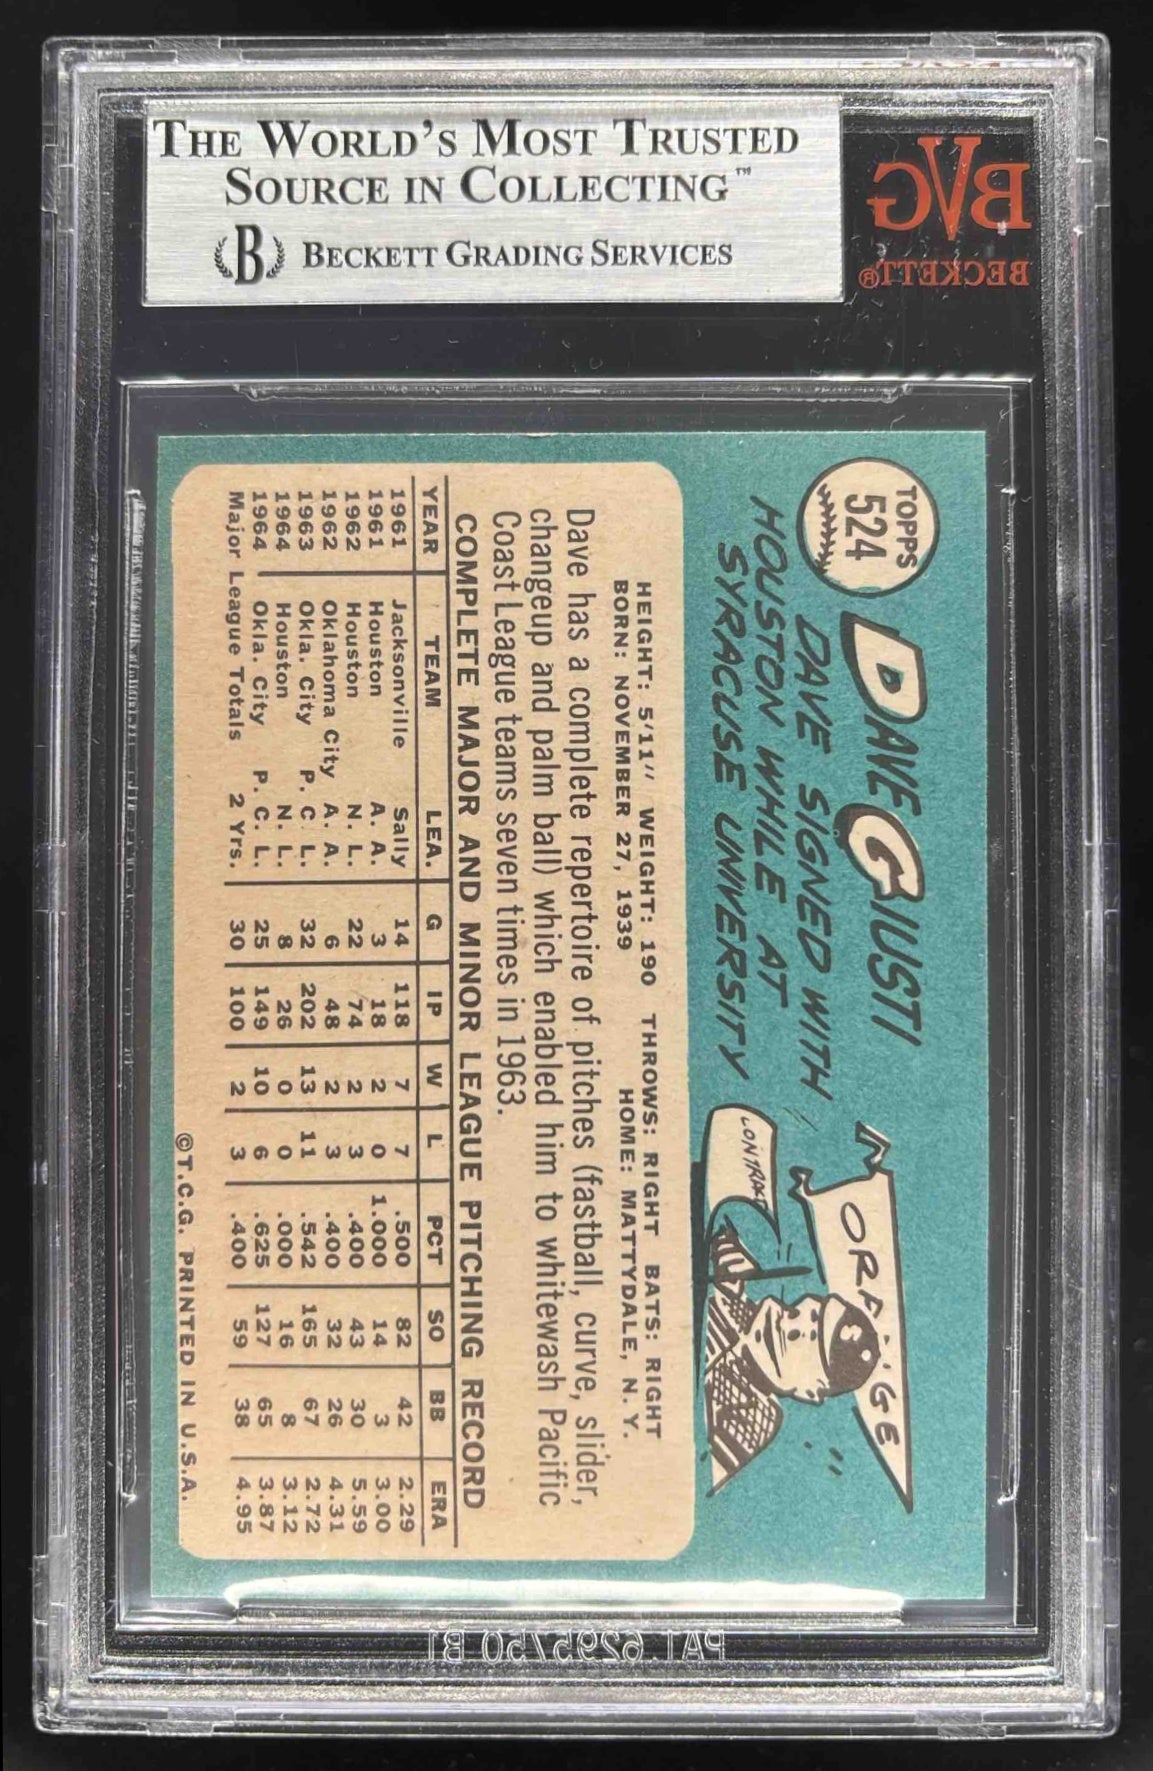 THE WORLD'S MOST TRUSTED
SOURCE IN COLLECTING™
B BECKETT GRADING SERVICES
BVG
BECKETT®
TOPPS
524
DAVE GIUSTI
DAVE SIGNED WITH
HOUSTON WHILE AT
SYRACUSE UNIVERSITY
CONTRACT
HEIGHT: 5'11" WEIGHT: 190 THROWS: RIGHT BATS: RIGHT
BORN: NOVEMBER 27, 1939 HOME: MATTYDALE, N. Y.
Dave has a complete repertoire of pitches (fastball, curve, slider,
changeup and palm ball) which enabled him to whitewash Pacific
Coast League teams seven times in 1963.
COMPLETE MAJOR AND MINOR LEAGUE PITCHING RECORD
YEAR TEAM LEA. G IP W L PCT SO BB ERA
1961 Jacksonville Sally 14 118 7 7 .500 82 42 2.29
1961 Houston A. A. 3 18 2 0 1.000 14 3 3.00
1962 Houston N. L. 22 74 2 3 .400 43 30 5.59
1962 Oklahoma City A. A. 6 48 2 3 .400 32 26 4.31
1963 Okla. City P. C. L. 32 202 13 11 .542 165 67 2.72
1964 Houston N. L. 8 26 0 0 .000 16 8 3.12
1964 Okla. City P. C. L. 25 149 10 6 .625 127 65 3.87
Major League Totals 2 Yrs. 30 100 2 3 .400 59 38 4.95
©T.C.G. PRINTED IN U.S.A.